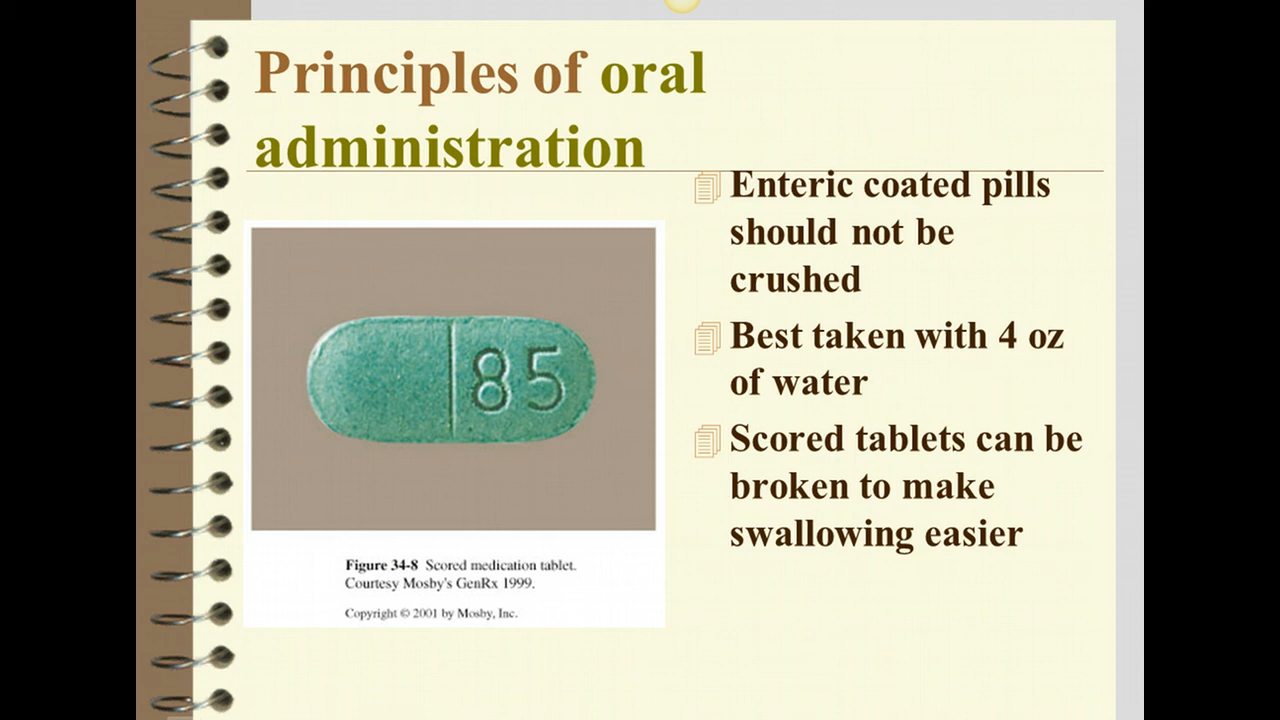 Principles of oral
administration
Enteric coated pills
should not be
crushed
Best taken with 4 oz
of water
Scored tablets can be
broken to make
swallowing easier
85
Figure 34-8 Scored medication tablet.
Courtesy Mosby's GenRx 1999.
Copyright © 2001 by Mosby, Inc.